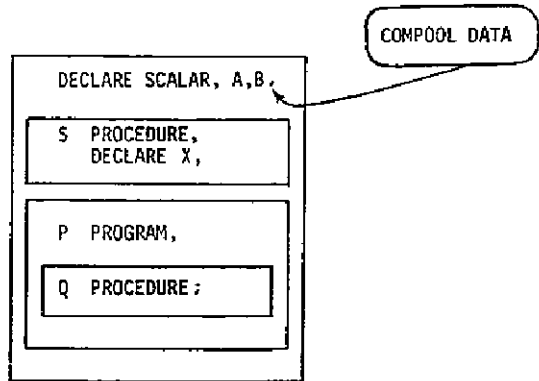 COMPOOL DATA
DECLARE SCALAR, A,B,
S PROCEDURE,
DECLARE X,
P PROGRAM,
Q PROCEDURE;